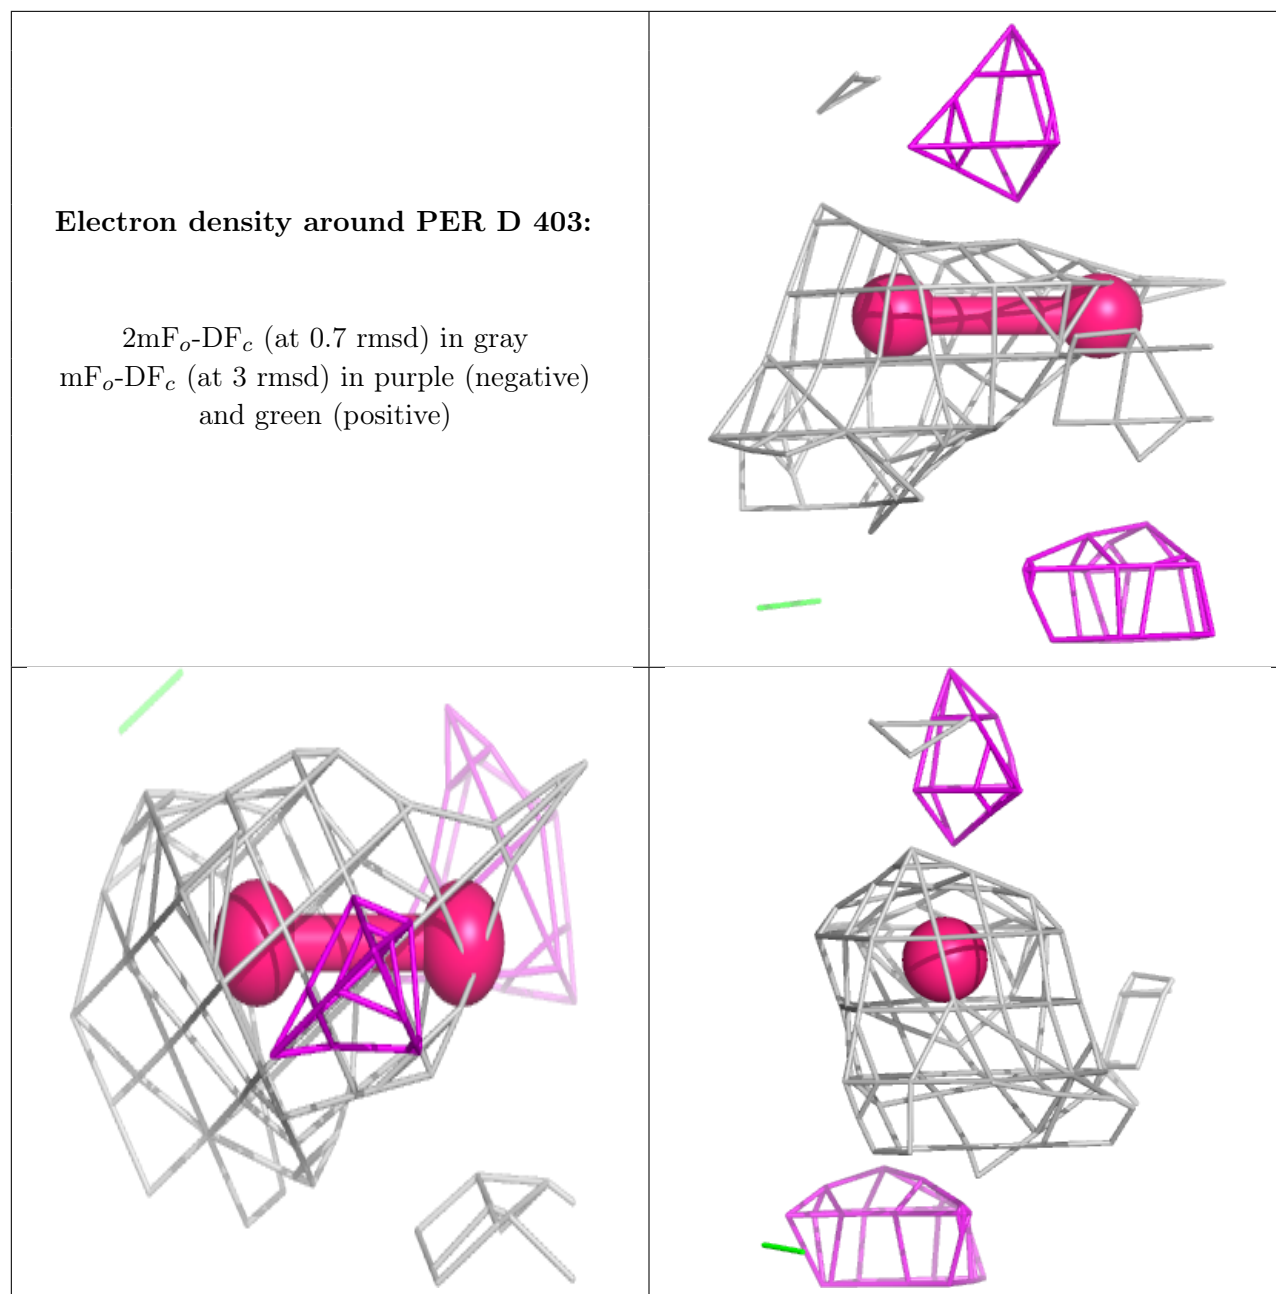 Electron density around PER D 403:
2mFo-DFc (at 0.7 rmsd) in gray
mFo-DFc (at 3 rmsd) in purple (negative)
and green (positive)